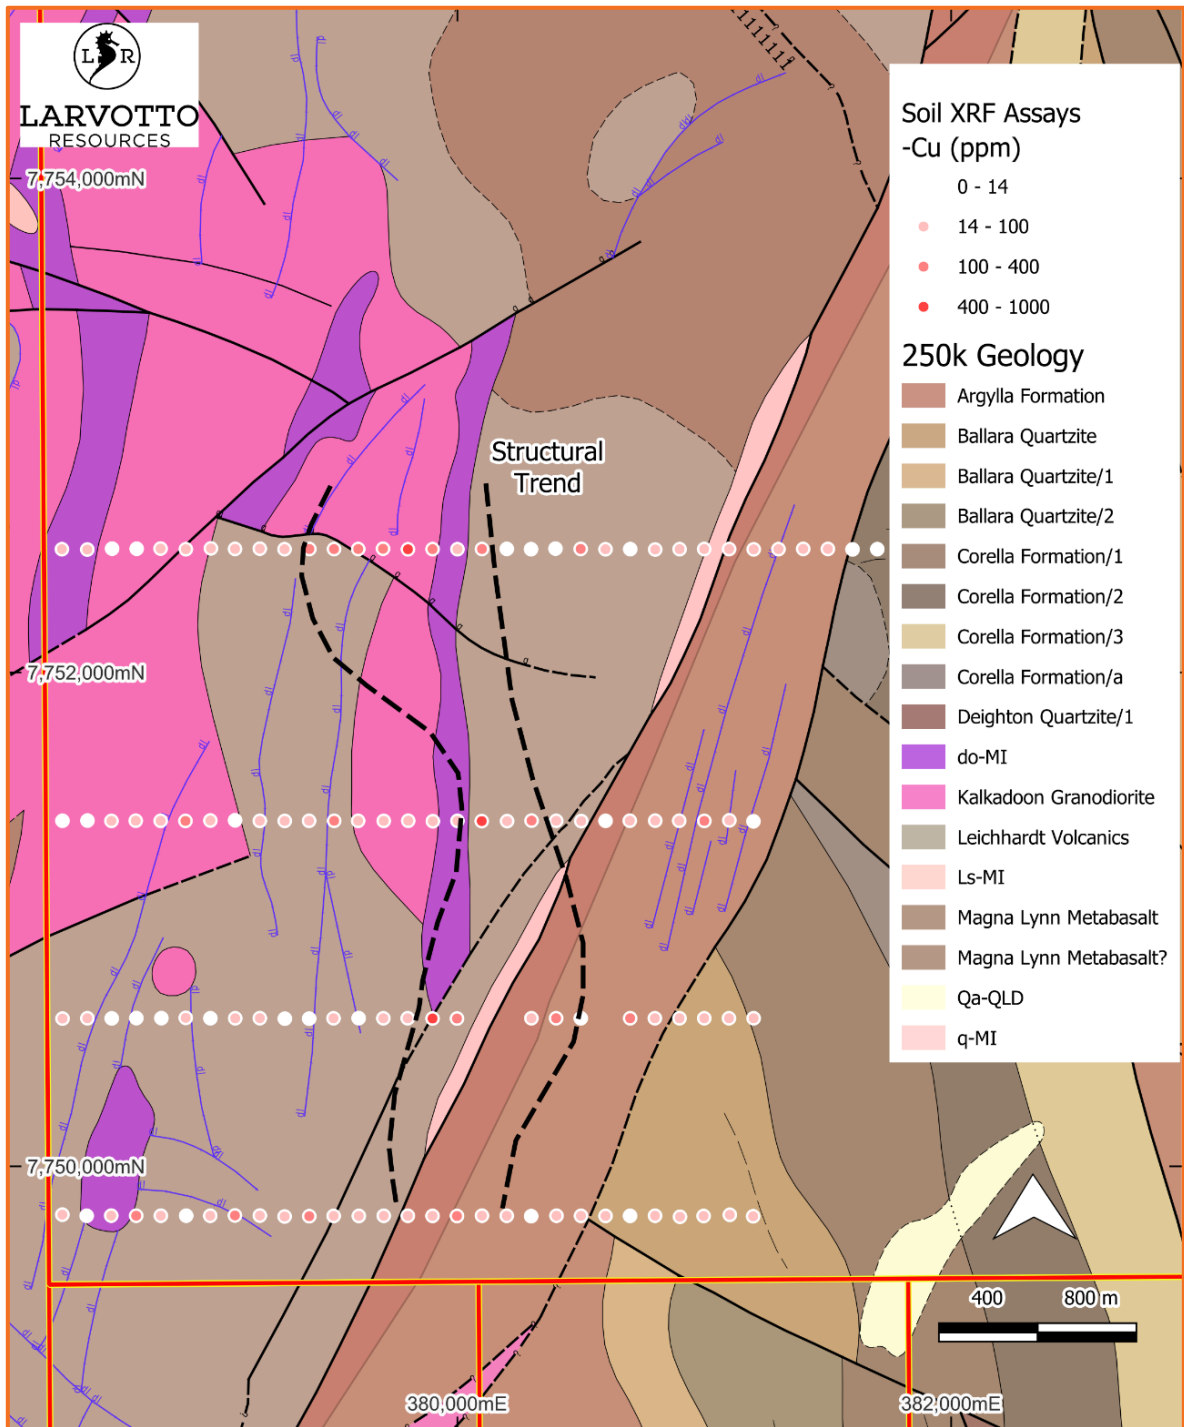 L R
LARVOTTO
RESOURCES
7,754,000mN
Structural
Trend
7,752,000mN
7,750,000mN
380,000mE
382,000mE
Soil XRF Assays
-Cu (ppm)
0 - 14
14 - 100
100 - 400
400 - 1000
250k Geology
Argylla Formation
Ballara Quartzite
Ballara Quartzite/1
Ballara Quartzite/2
Corella Formation/1
Corella Formation/2
Corella Formation/3
Corella Formation/a
Deighton Quartzite/1
do-MI
Kalkadoon Granodiorite
Leichhardt Volcanics
Ls-MI
Magna Lynn Metabasalt
Magna Lynn Metabasalt?
Qa-QLD
q-MI
400 800 m